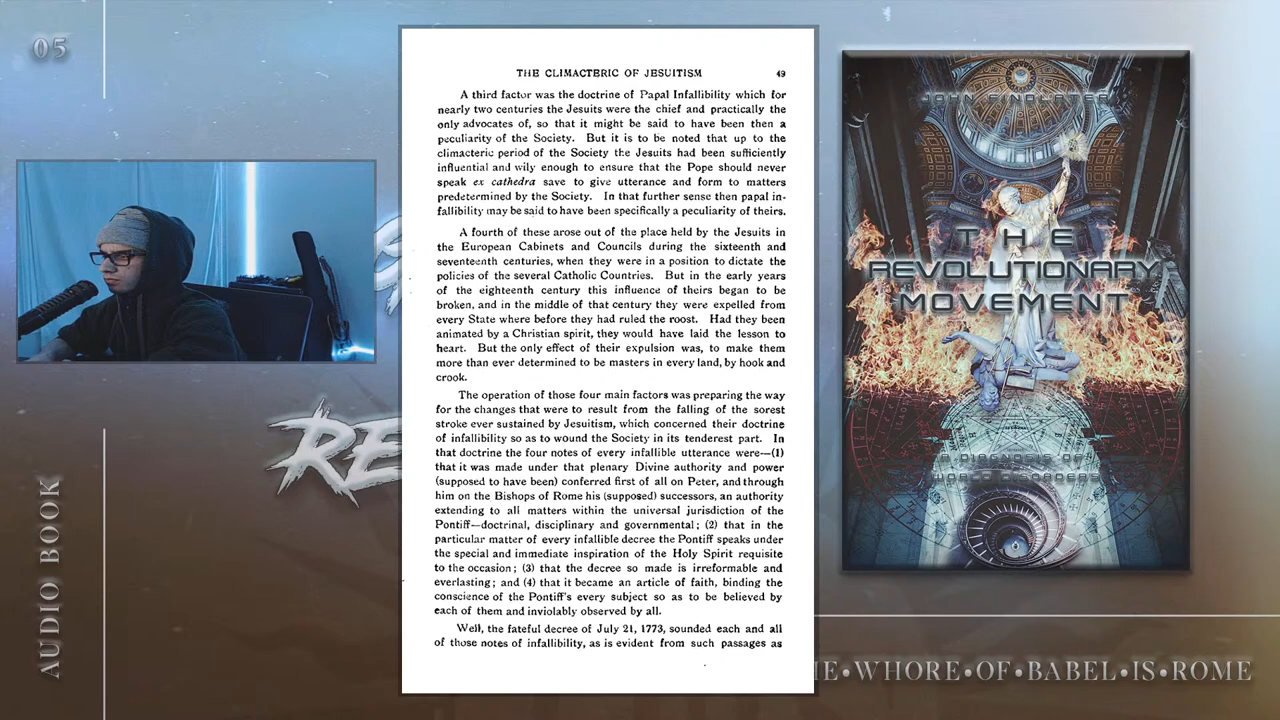 05
AUDIO BOOK
RE
THE CLIMACTERIC OF JESUITISM 49
A third factor was the doctrine of Papal Infallibility which for
nearly two centuries the Jesuits were the chief and practically the
only advocates of, so that it might be said to have been then a
peculiarity of the Society. But it is to be noted that up to the
climacteric period of the Society the Jesuits had been sufficiently
influential and wily enough to ensure that the Pope should never
speak ex cathedra save to give utterance and form to matters
predetermined by the Society. In that further sense then papal in-
fallibility may be said to have been specifically a peculiarity of theirs.
A fourth of these arose out of the place held by the Jesuits in
the European Cabinets and Councils during the sixteenth and
seventeenth centuries, when they were in a position to dictate the
policies of the several Catholic Countries. But in the early years
of the eighteenth century this influence of theirs began to be
broken, and in the middle of that century they were expelled from
every State where before they had ruled the roost. Had they been
animated by a Christian spirit, they would have laid the lesson to
heart. But the only effect of their expulsion was, to make them
more than ever determined to be masters in every land, by hook and
crook.
The operation of those four main factors was preparing the way
for the changes that were to result from the falling of the sorest
stroke ever sustained by Jesuitism, which concerned their doctrine
of infallibility so as to wound the Society in its tenderest part. In
that doctrine the four notes of every infallible utterance were—(1)
that it was made under that plenary Divine authority and power
(supposed to have been) conferred first of all on Peter, and through
him on the Bishops of Rome his (supposed) successors, an authority
extending to all matters within the universal jurisdiction of the
Pontiff—doctrinal, disciplinary and governmental; (2) that in the
particular matter of every infallible decree the Pontiff speaks under
the special and immediate inspiration of the Holy Spirit requisite
to the occasion; (3) that the decree so made is irreformable and
everlasting; and (4) that it became an article of faith, binding the
conscience of the Pontiff's every subject so as to be believed by
each of them and inviolably observed by all.
Well, the fateful decree of July 21, 1773, sounded each and all
of those notes of infallibility, as is evident from such passages as
JOHN FINDLATER
THE
REVOLUTIONARY
MOVEMENT
A DIAGNOSIS OF
WORLD DISORDERS
HE•WHORE•OF•BABEL•IS•ROME